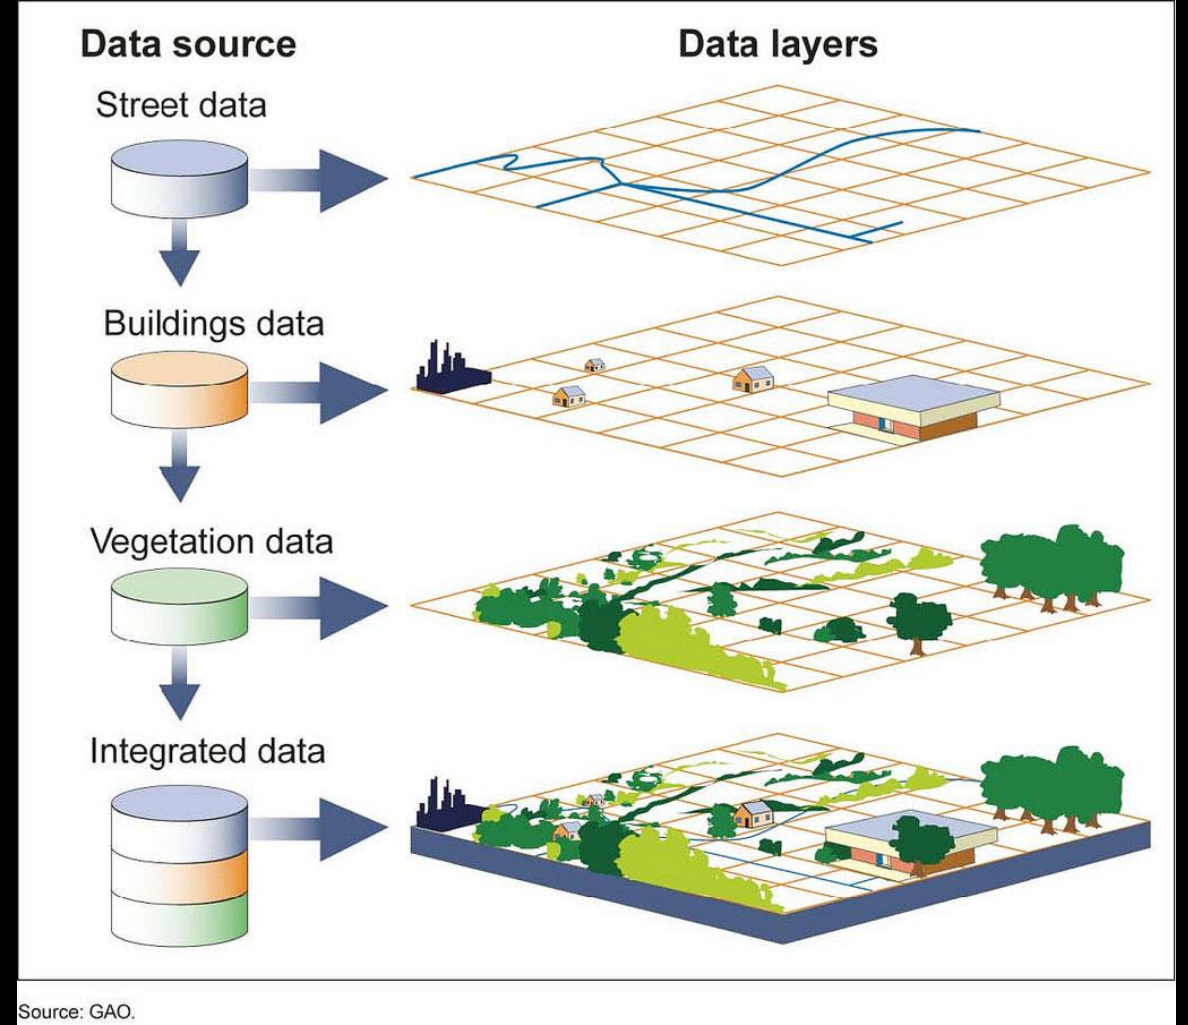 Data source
Data layers
Street data
Buildings data
Vegetation data
Integrated data
Source: GAO.